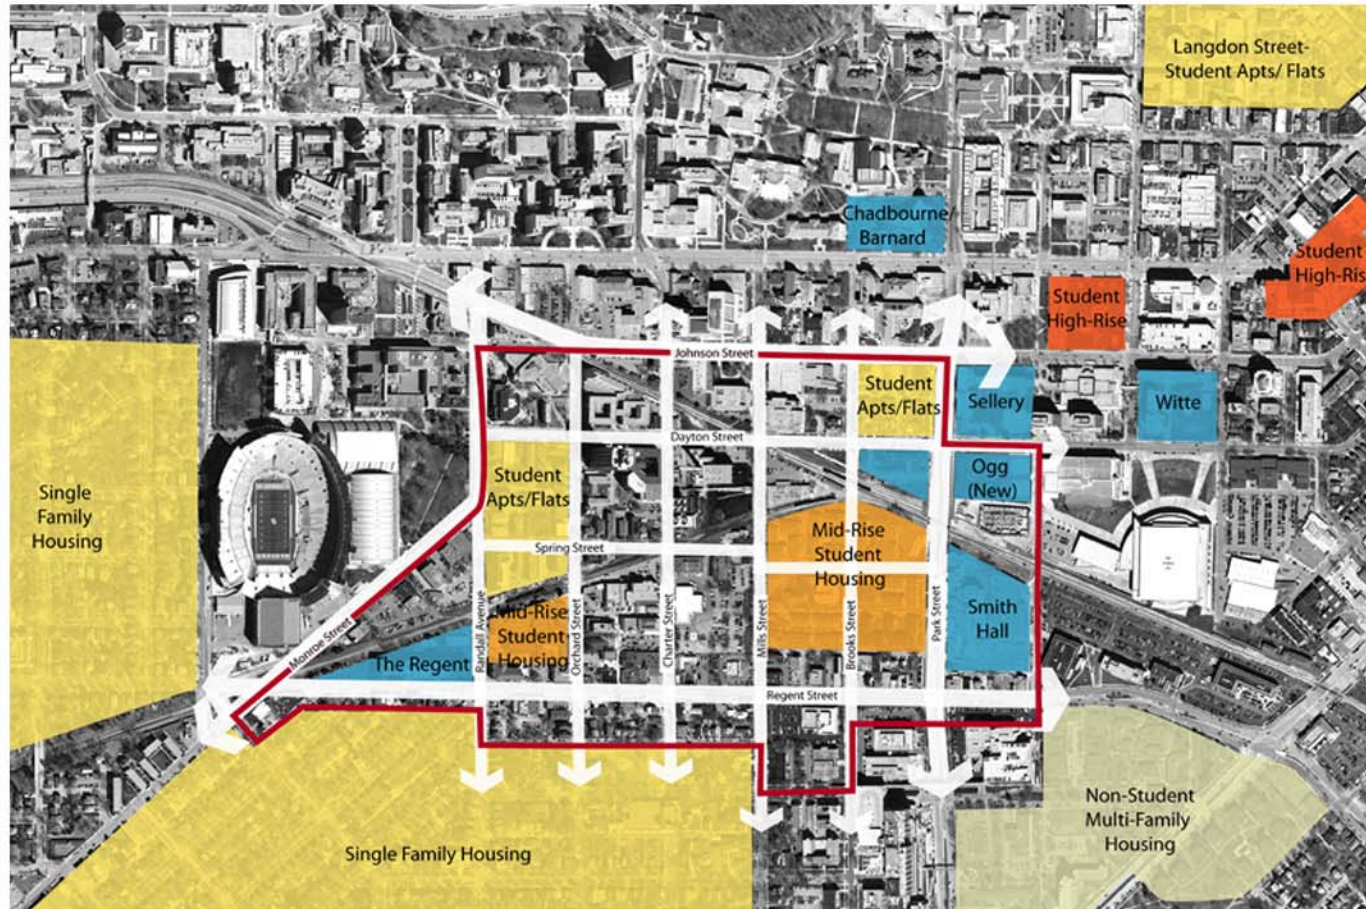 Langdon Street-
Student Apts/ Flats
Chadbourne/
Barnard
Student
High-Ris
Student
High-Rise
Johnson Street
Student
Apts/Flats
Sellery
Witte
Dayton Street
Ogg
(New)
Student
Apts/Flats
Single
Family
Housing
Mid-Rise
Student
Housing
Spring Street
Mid-Rise
Student
Housing
Smith
Hall
Randall Avenue
Orchard Street
Charter Street
Mills Street
Brooks Street
Park Street
Monroe Street
The Regent
Regent Street
Non-Student
Multi-Family
Housing
Single Family Housing